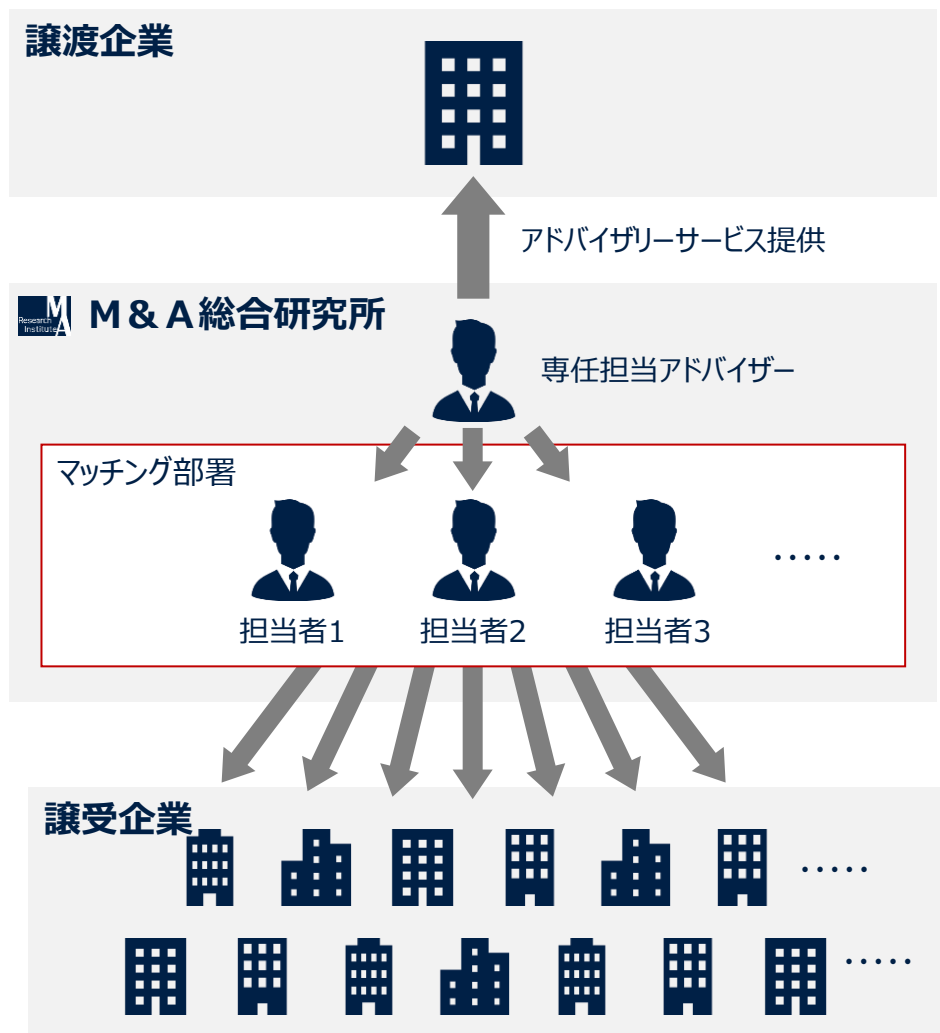 譲渡企業
アドバイザリーサービス提供
M A
Research
Institute
M&A総合研究所
専任担当アドバイザー
マッチング部署
・・・・・
担当者1
担当者2
担当者3
譲受企業
・・・・・
・・・・・